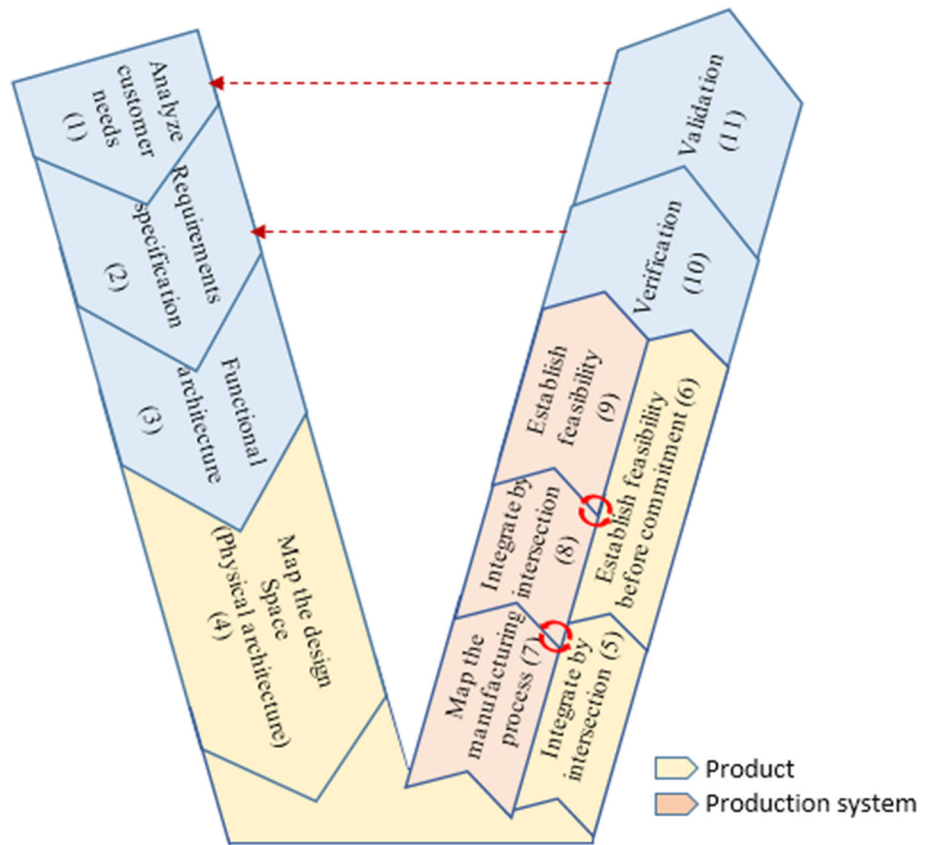 Analyze
customer
needs
(1)
Requirements
specification
(2)
Functional
architecture
(3)
Map the design
Space
(Physical architecture)
(4)
Validation
(11)
Verification
(10)
Establish
feasibility
(9)
Establish feasibility
before commitment (6)
Integrate by
intersection
(8)
Map the
manufacturing
process (7)
Integrate by
intersection (5)
Product
Production system